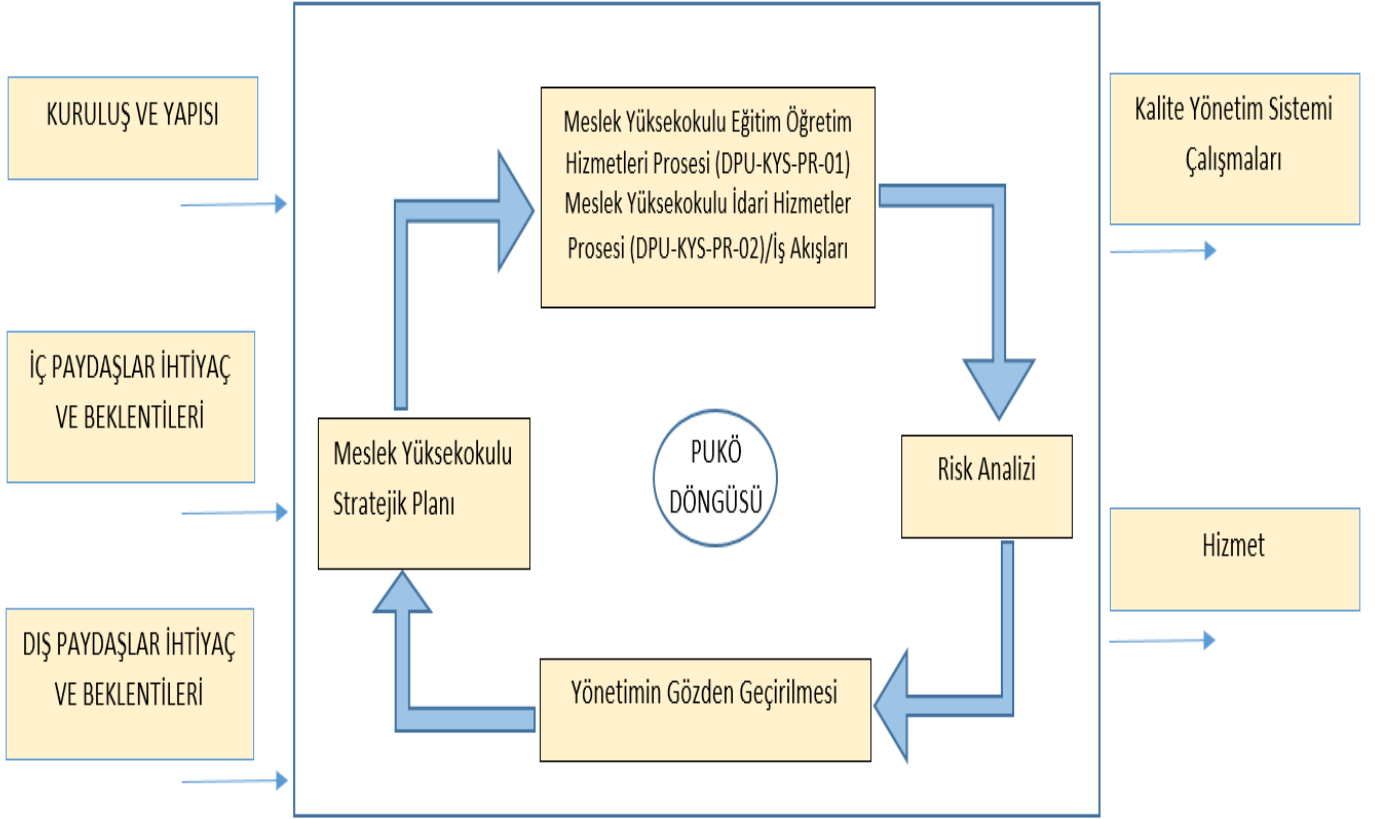 KURULUŞ VE YAPISI
İÇ PAYDAŞLAR İHTİYAÇ
VE BEKLENTİLERİ
DIŞ PAYDAŞLAR İHTİYAÇ
VE BEKLENTİLERİ
Meslek Yüksekokulu Eğitim Öğretim
Hizmetleri Prosesi (DPU-KYS-PR-01)
Meslek Yüksekokulu İdari Hizmetler
Prosesi (DPU-KYS-PR-02)/İş Akışları
Meslek Yüksekokulu
Stratejik Planı
PUKÖ
DÖNGÜSÜ
Risk Analizi
Yönetimin Gözden Geçirilmesi
Kalite Yönetim Sistemi
Çalışmaları
Hizmet